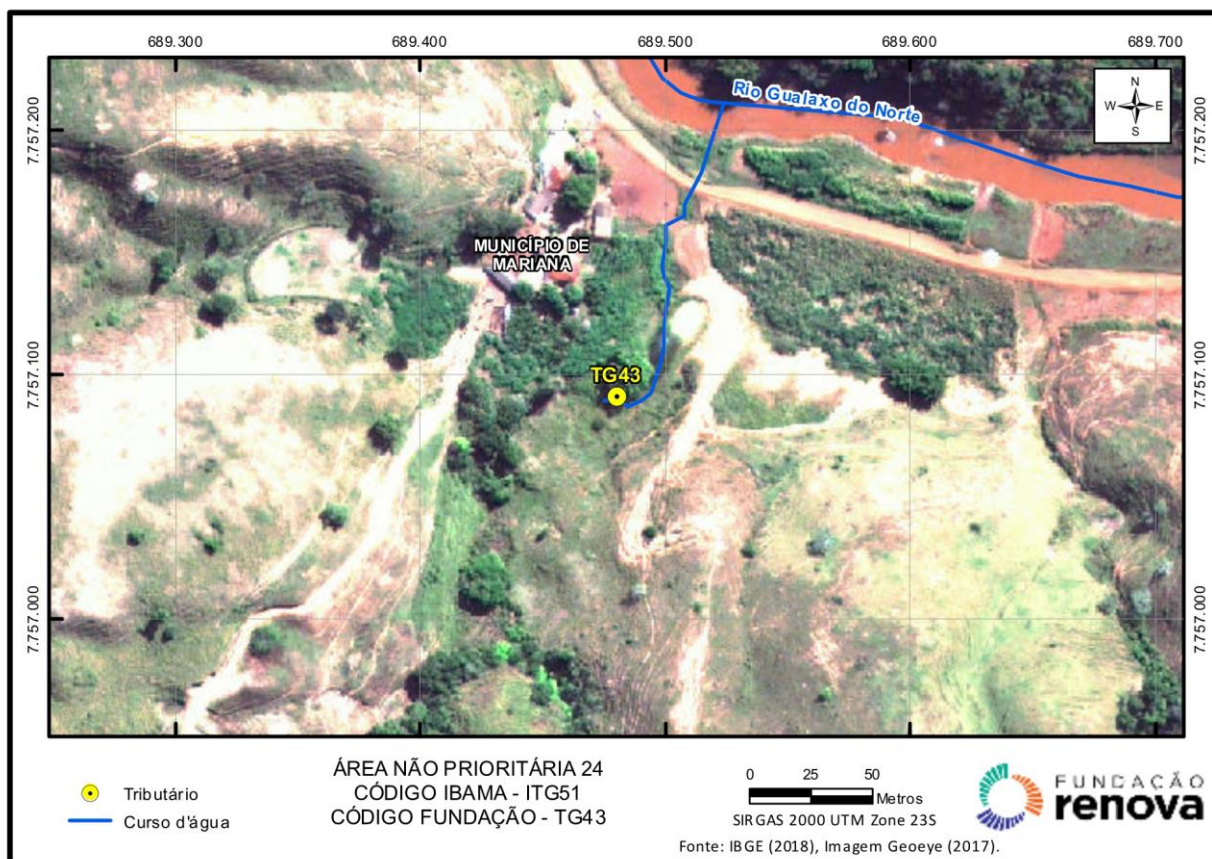 689.300 689.400 689.500 689.600 689.700
N
W E
S
Rio Gualaxo do Norte
7.757.200 7.757.200
MUNICÍPIO DE
MARIANA
7.757.100 7.757.100
TG43
7.757.000 7.757.000
Tributário
Curso d'água
ÁREA NÃO PRIORITÁRIA 24
CÓDIGO IBAMA - ITG51
CÓDIGO FUNDAÇÃO - TG43
0 25 50
Metros
SIRGAS 2000 UTM Zone 23S
Fonte: IBGE (2018), Imagem Geoeye (2017).
FUNDAÇÃO
renova